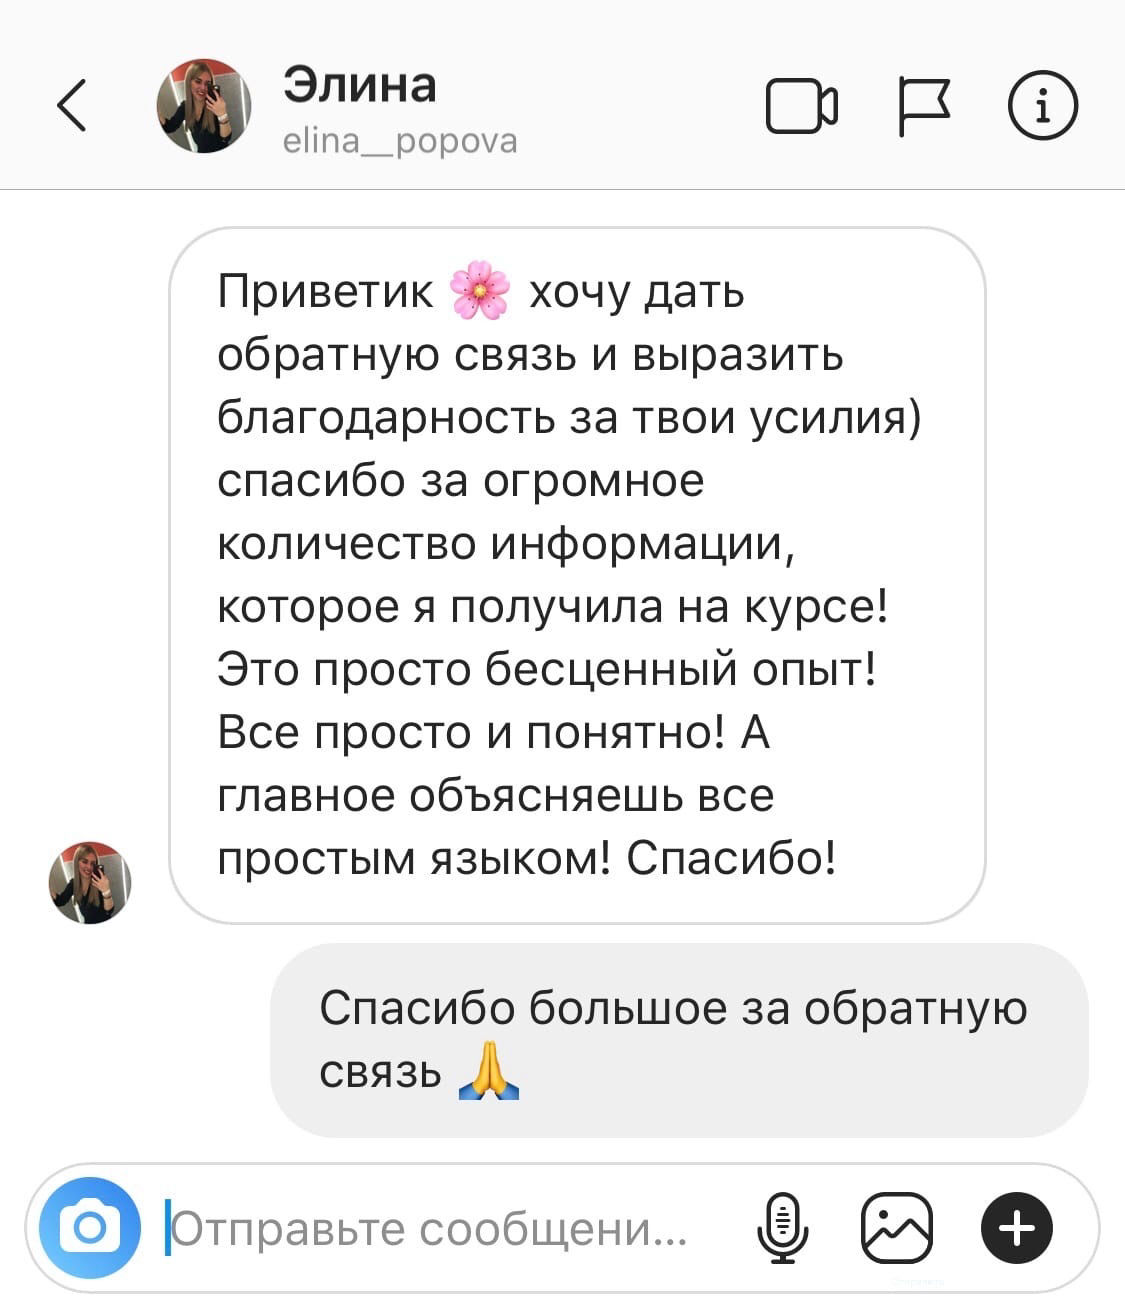 Элина
elina__popova
Приветик 🌸 хочу дать
обратную связь и выразить
благодарность за твои усилия)
спасибо за огромное
количество информации,
которое я получила на курсе!
Это просто бесценный опыт!
Все просто и понятно! А
главное объясняешь все
простым языком! Спасибо!
Спасибо большое за обратную
связь 🙏
Отправьте сообщени...